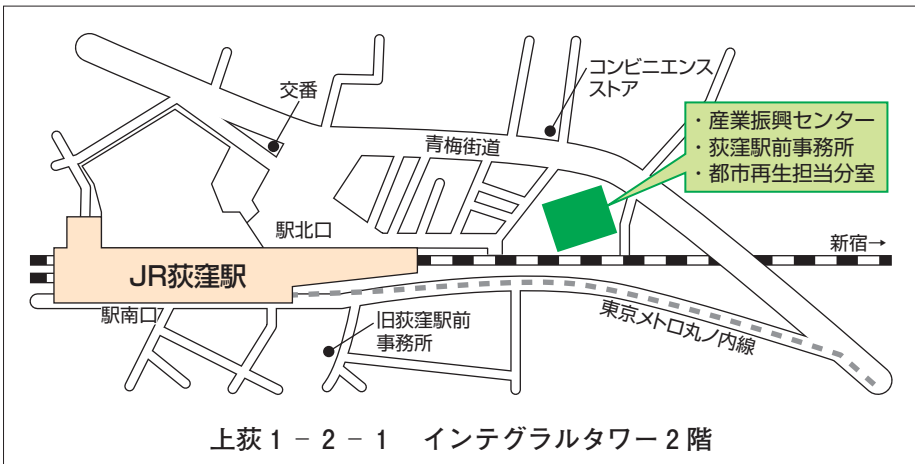 コンビニエンス
ストア
交番
・産業振興センター
・荻窪駅前事務所
・都市再生担当分室
青梅街道
駅北口
新宿→
JR荻窪駅
駅南口
旧荻窪駅前
事務所
東京メトロ丸ノ内線
上荻1－2－1　インテグラルタワー2階